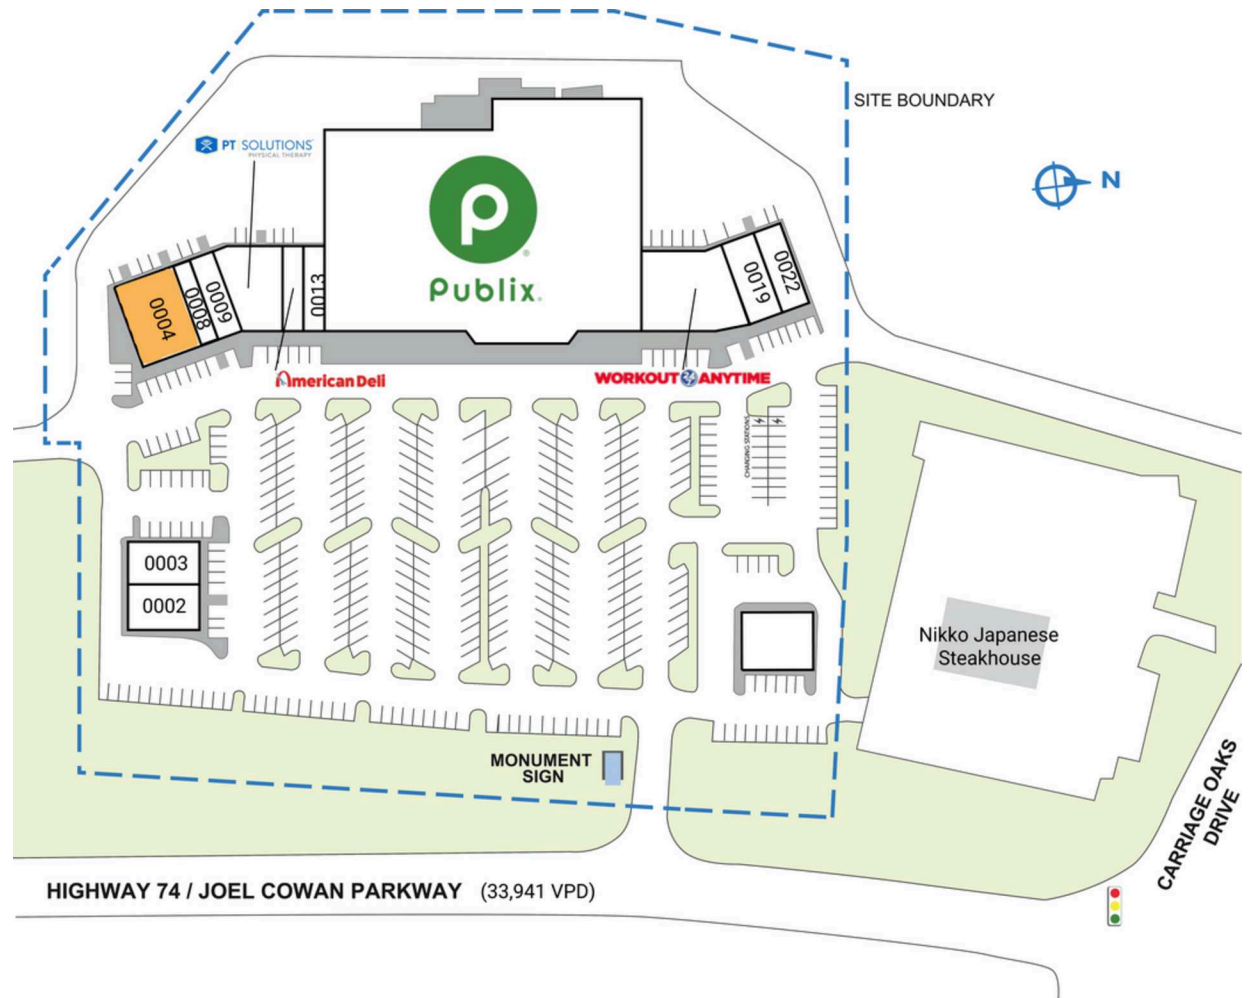 SITE BOUNDARY
PT SOLUTIONS
PHYSICAL THERAPY
N
Publix.
0004
0008
0009
0013
0019
0022
American Deli
WORKOUT 24 ANYTIME
CHARGING STATIONS
0003
0002
Nikko Japanese
Steakhouse
MONUMENT
SIGN
CARRIAGE OAKS
DRIVE
HIGHWAY 74 / JOEL COWAN PARKWAY (33,941 VPD)